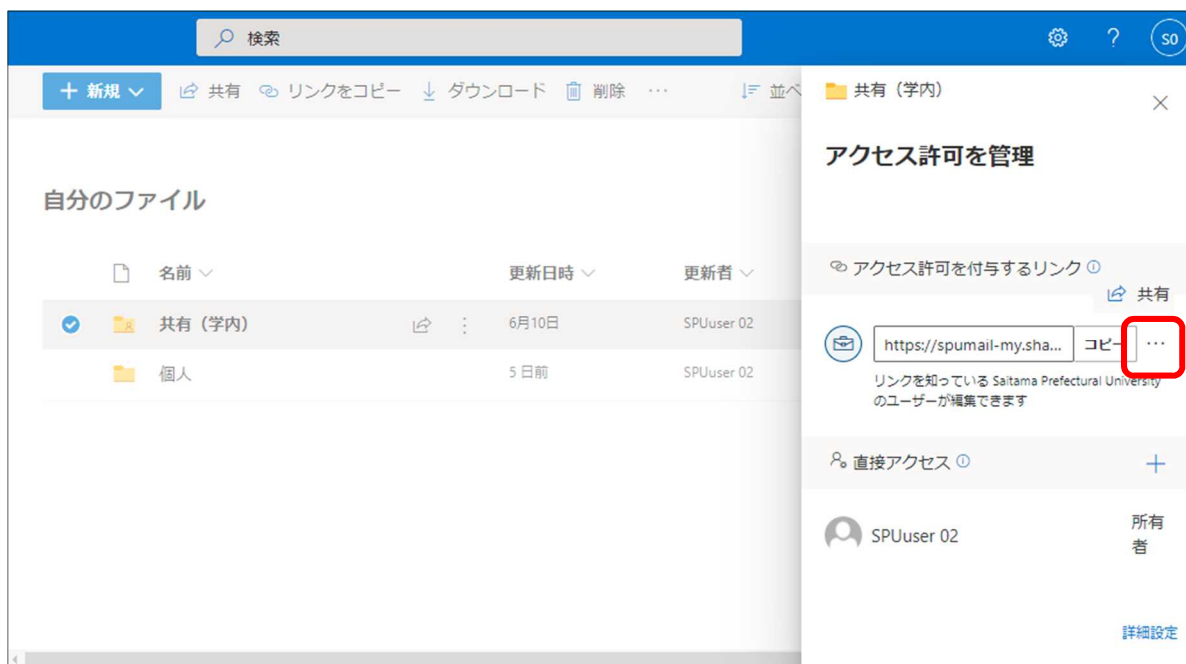 検索
?
SO
新規
共有
リンクをコピー
ダウンロード
削除
···
並べ
共有（学内）
アクセス許可を管理
自分のファイル
名前
更新日時
更新者
共有（学内）
6月10日
SPUuser 02
個人
5 日前
SPUuser 02
アクセス許可を付与するリンク
共有
https://spumail-my.sha...
コピー
···
リンクを知っている Saitama Prefectural University
のユーザーが編集できます
直接アクセス
SPUuser 02
所有
者
詳細設定